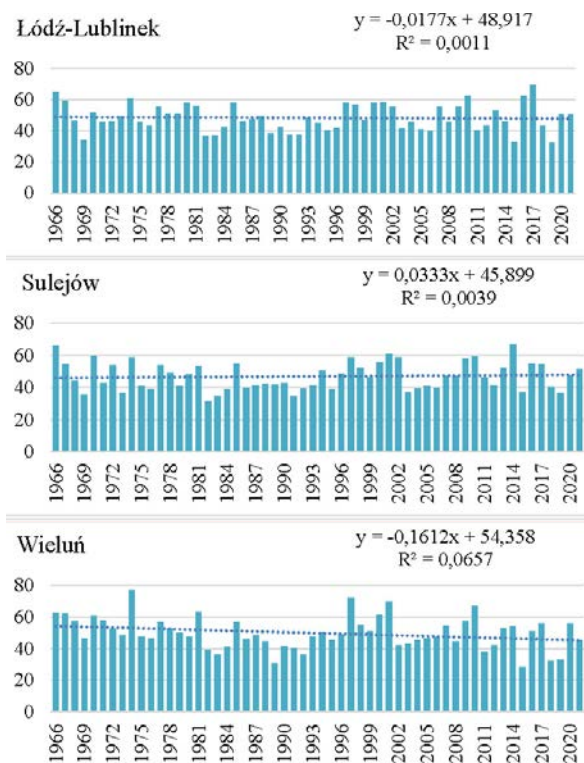 Łódź-Lublinek
y = -0,0177x + 48,917
R² = 0,0011
80
60
40
20
0
1966 1969 1972 1975 1978 1981 1984 1987 1990 1993 1996 1999 2002 2005 2008 2011 2014 2017 2020
Sulejów
y = 0,0333x + 45,899
R² = 0,0039
80
60
40
20
0
1966 1969 1972 1975 1978 1981 1984 1987 1990 1993 1996 1999 2002 2005 2008 2011 2014 2017 2020
Wieluń
y = -0,1612x + 54,358
R² = 0,0657
80
60
40
20
0
1966 1969 1972 1975 1978 1981 1984 1987 1990 1993 1996 1999 2002 2005 2008 2011 2014 2017 2020